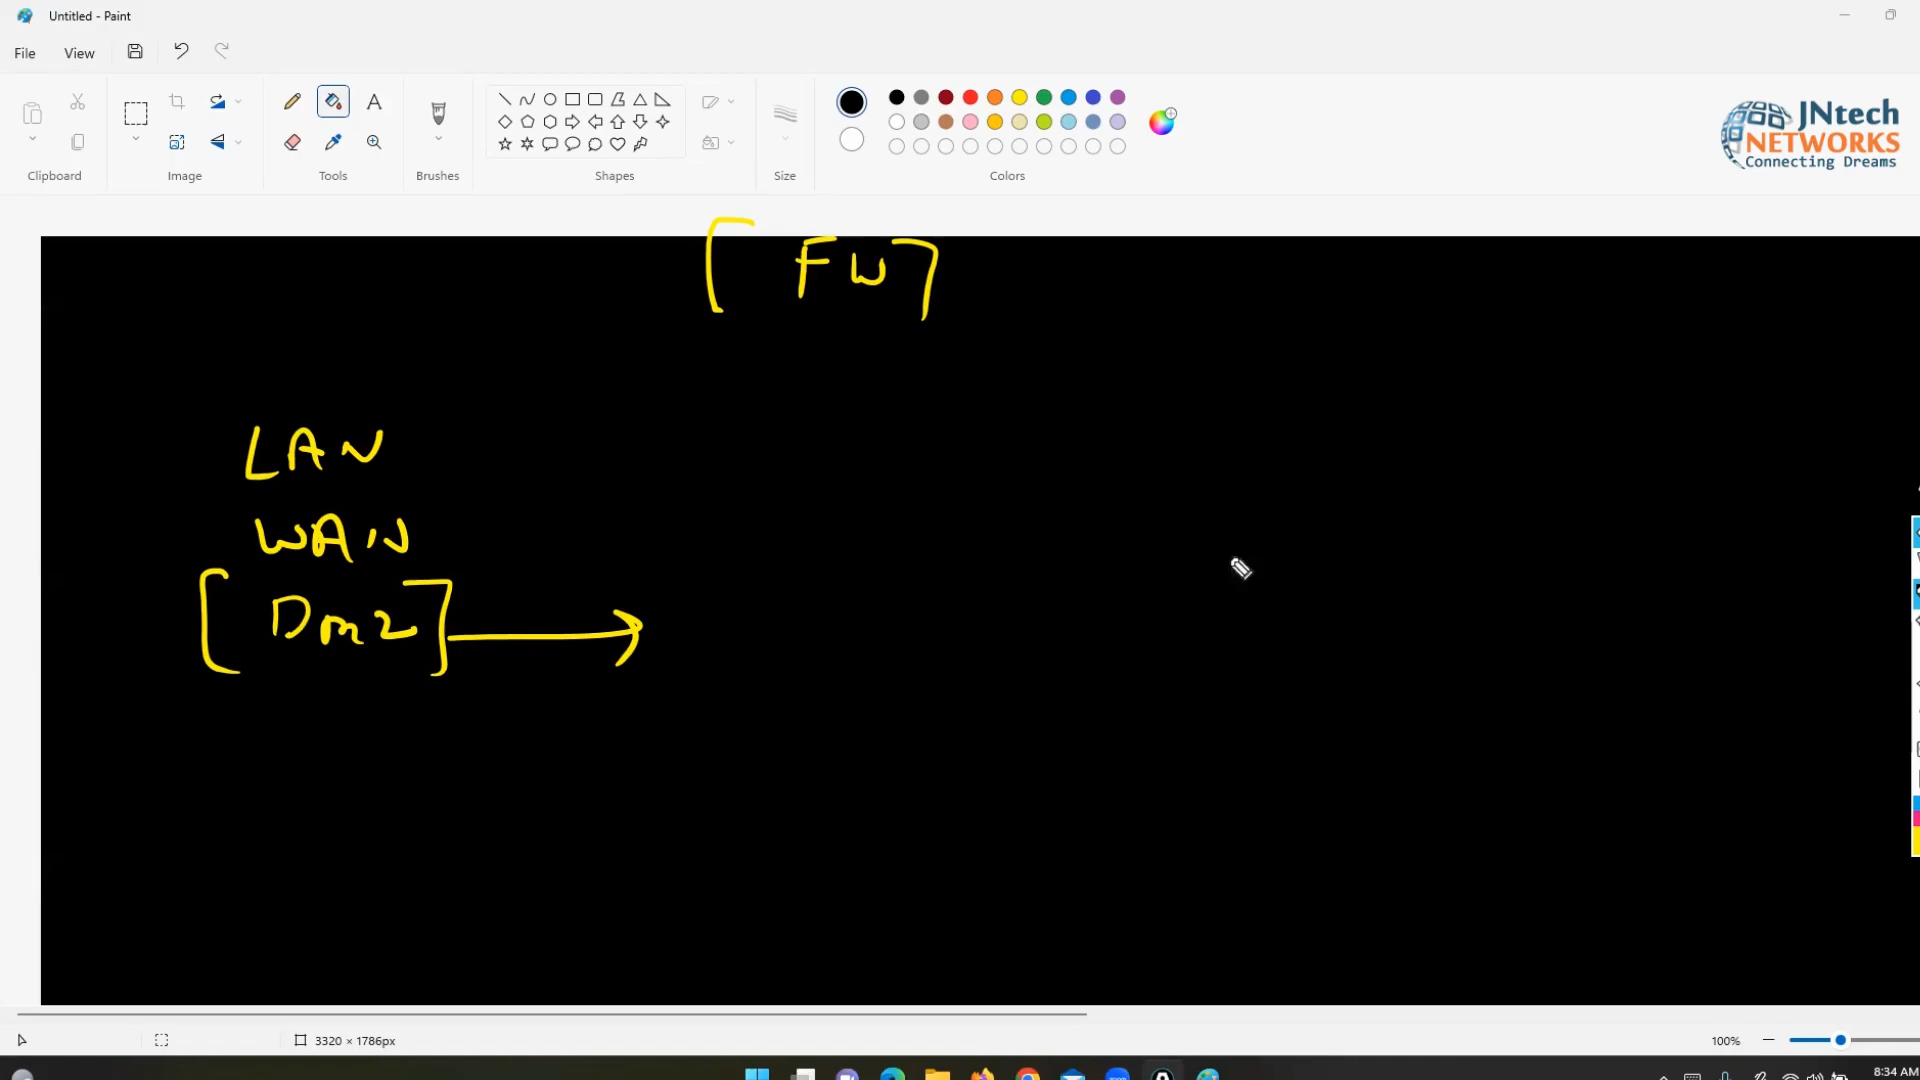 Untitled - Paint
File View
Clipboard Image Tools Brushes Shapes Size Colors
JNtech
NETWORKS
Connecting Dreams
[ FW ]
LAN
WAN
[ Dmz ]
3320 × 1786px 100%
8:34 AM